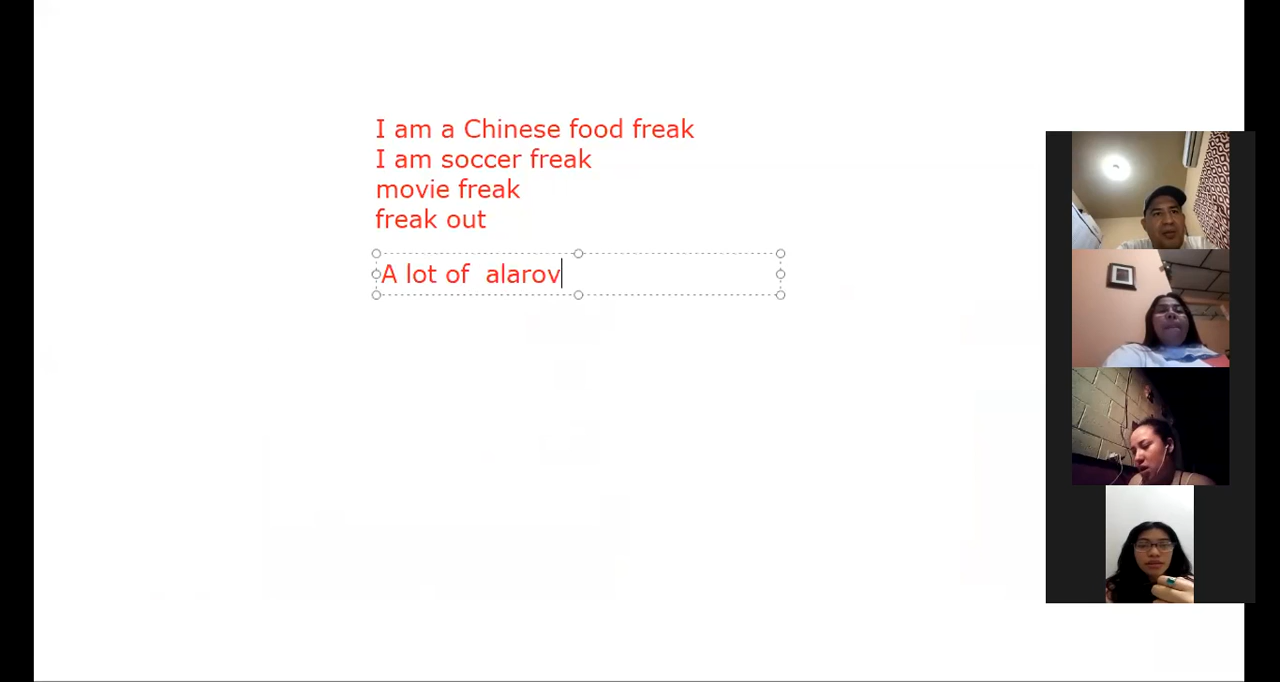 I am a Chinese food freak
I am soccer freak
movie freak
freak out
A lot of  alarov